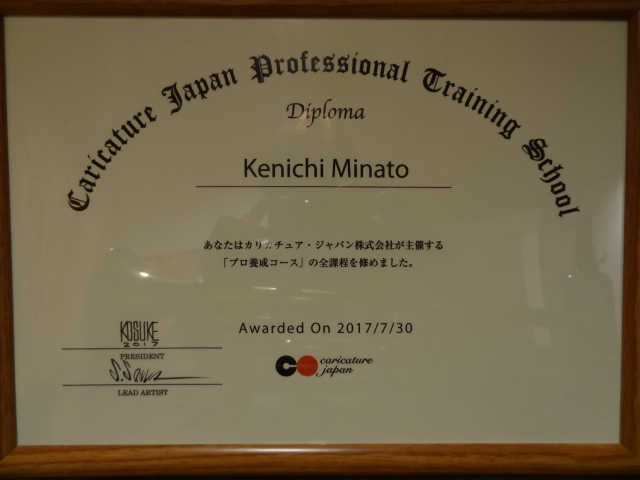 Caricature Japan Professional Training School
Diploma
Kenichi Minato
あなたはカリカチュア・ジャパン株式会社が主催する
「プロ養成コース」の全課程を修めました。
Awarded On 2017/7/30
KOSUKE
2017
PRESIDENT
LEAD ARTIST
caricature
japan